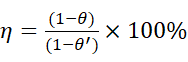 η = (1−θ)/(1−θ′) × 100%